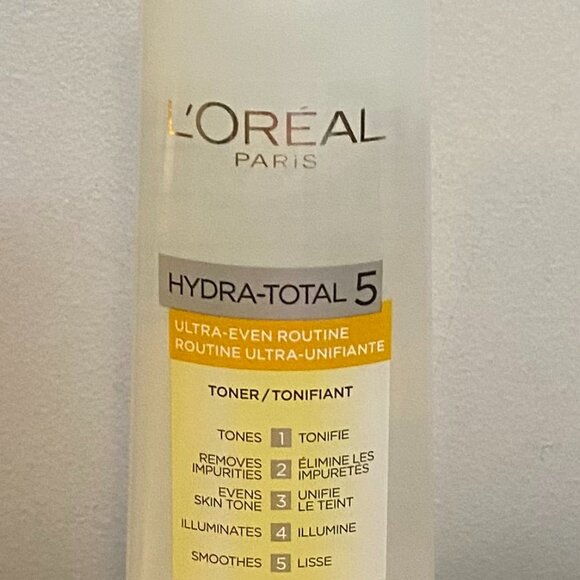 L'ORÉAL
PARIS
HYDRA-TOTAL 5
ULTRA-EVEN ROUTINE
ROUTINE ULTRA-UNIFIANTE
TONER/TONIFIANT
TONES 1 TONIFIE
REMOVES IMPURITIES 2 ÉLIMINE LES IMPURETÉS
EVENS SKIN TONE 3 UNIFIE LE TEINT
ILLUMINATES 4 ILLUMINE
SMOOTHES 5 LISSE